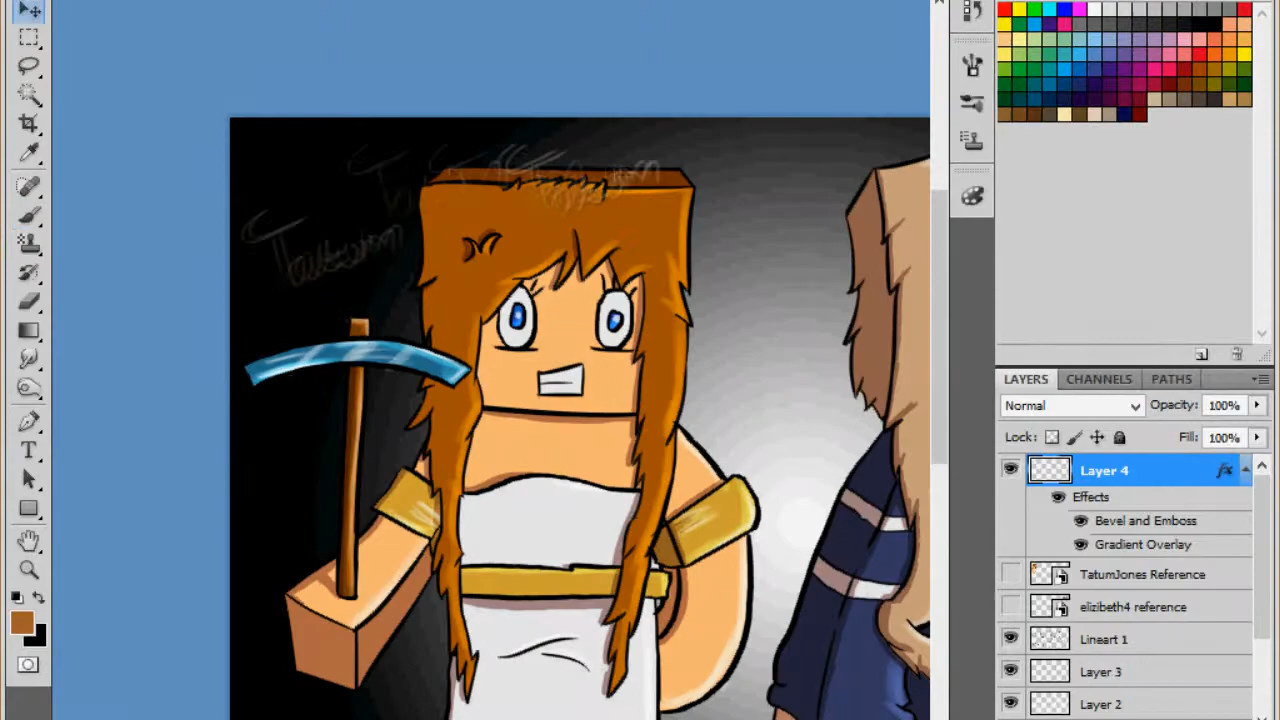 LAYERS CHANNELS PATHS
Normal Opacity: 100%
Lock: Fill: 100%
Layer 4 fx
Effects
Bevel and Emboss
Gradient Overlay
TatumJones Reference
elizibeth4 reference
Lineart 1
Layer 3
Layer 2